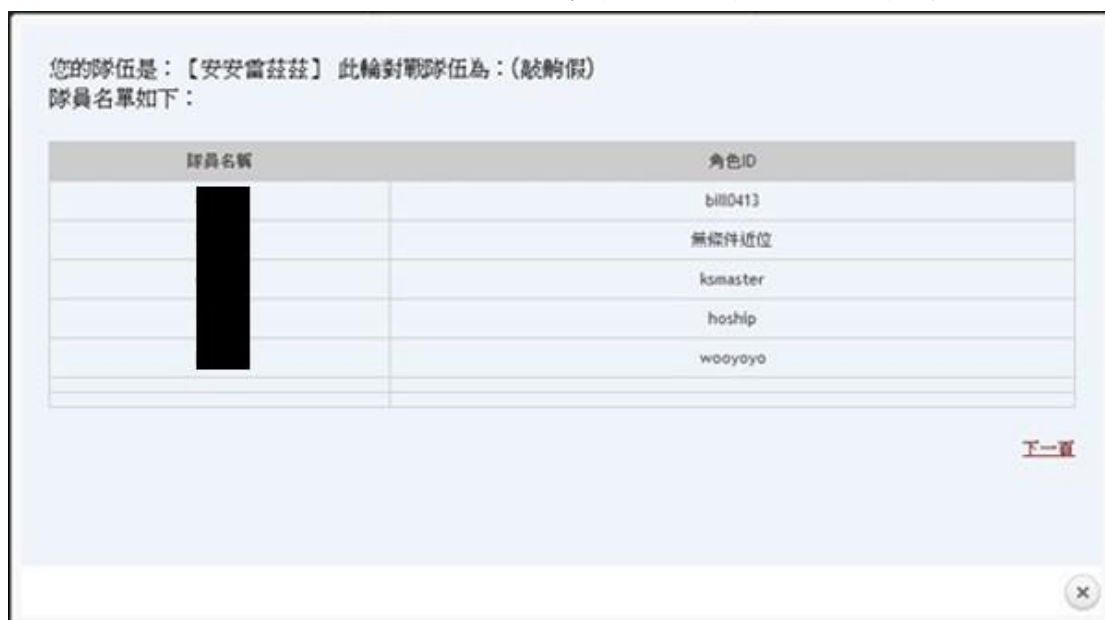 您的隊伍是：【安安雷茲茲】 此輪對戰隊伍為：(敲齁假)
隊員名單如下：
隊員名稱 角色ID
bill0413
無條件近位
ksmaster
hoship
wooyoyo
下一頁